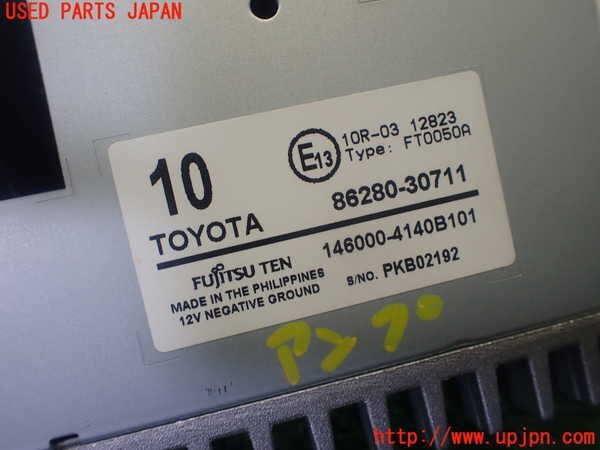 USED PARTS JAPAN
10
E13
10R-03 12823
Type: FT0050A
TOYOTA
86280-30711
FUJITSU TEN
146000-4140B101
MADE IN THE PHILIPPINES
S/NO. PKB02192
12V NEGATIVE GROUND
アンプ
http://www.upjpn.com